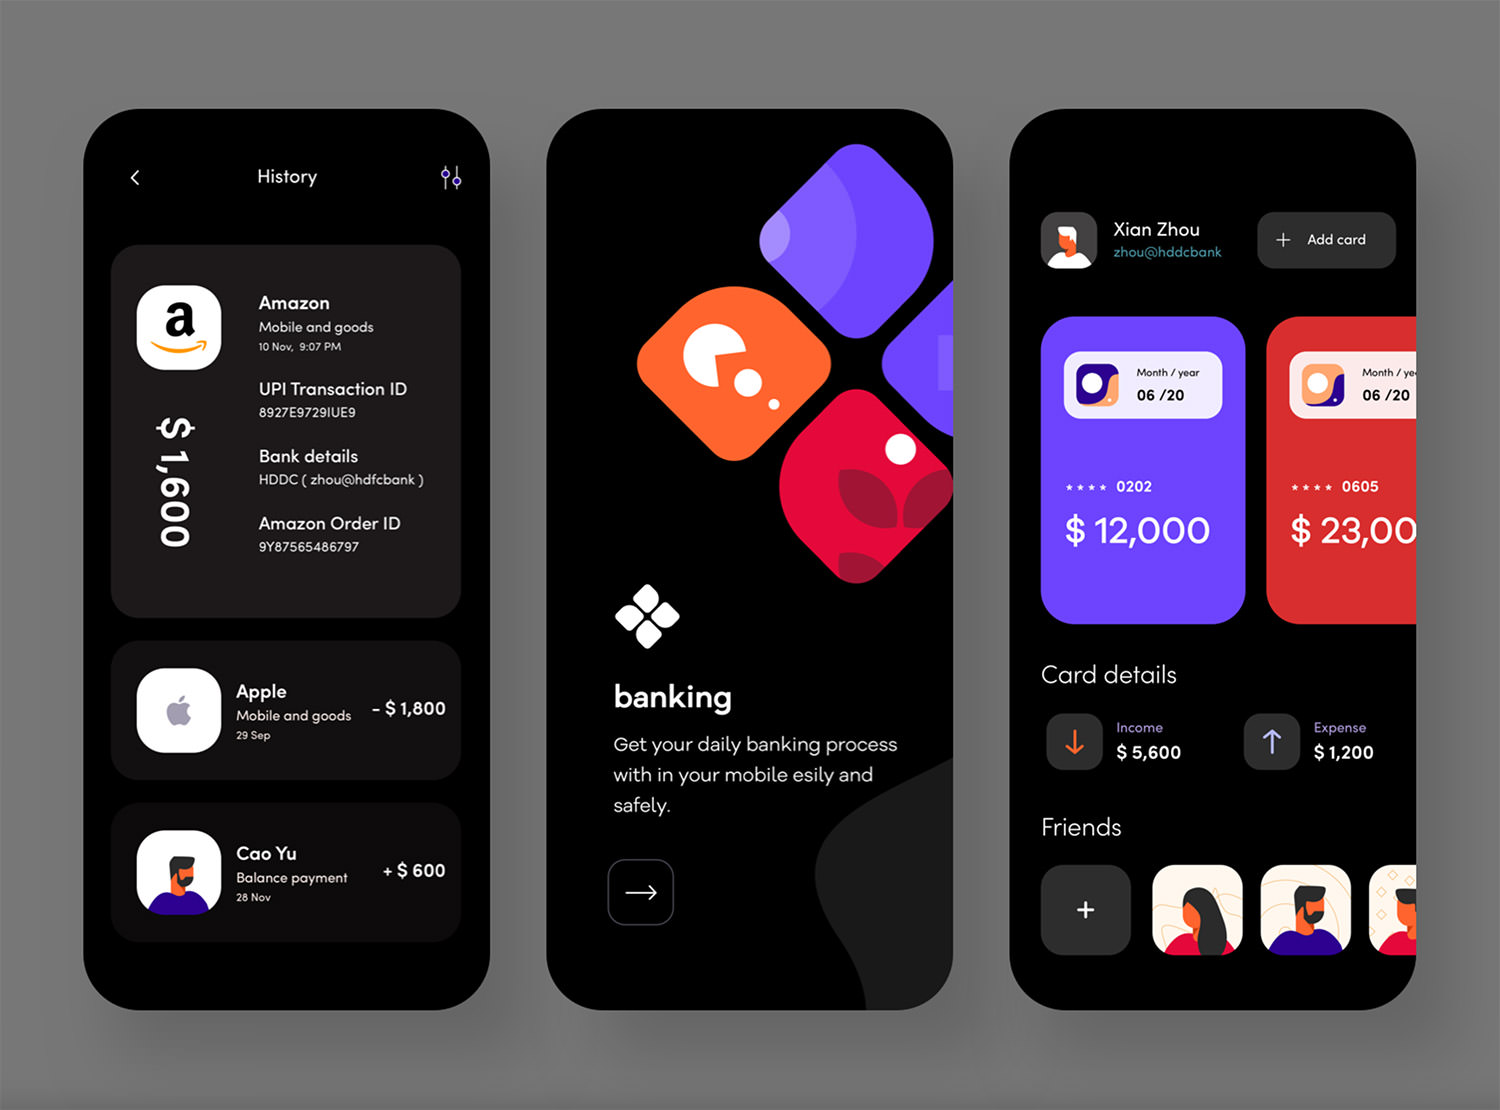 History
a
Amazon
Mobile and goods
10 Nov, 9:07 PM
UPI Transaction ID
8927E9729IUE9
Bank details
HDDC ( zhou@hdfcbank )
Amazon Order ID
9Y87565486797
$ 1,600
Apple
Mobile and goods
29 Sep
- $ 1,800
Cao Yu
Balance payment
28 Nov
+ $ 600
banking
Get your daily banking process
with in your mobile esily and
safely.
Xian Zhou
zhou@hddcbank
+ Add card
Month / year
06 /20
**** 0202
$ 12,000
Month / ye
06 /20
**** 0605
$ 23,00
Card details
Income
$ 5,600
Expense
$ 1,200
Friends
+